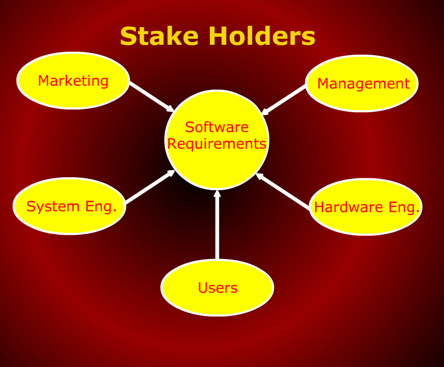 Stake Holders
Marketing
Management
Software
Requirements
System Eng.
Hardware Eng.
Users